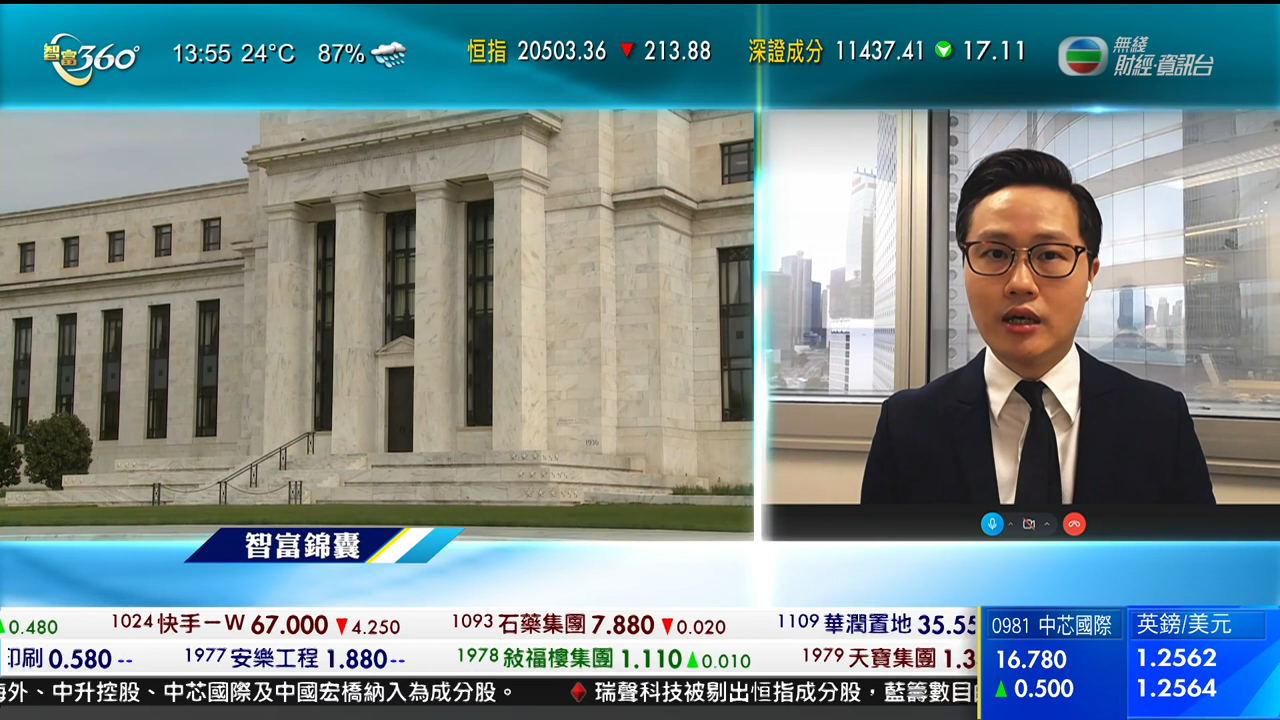 智富360°
13:55 24°C 87%
恒指 20503.36 ▼ 213.88
深證成分 11437.41 17.11
無綫
財經·資訊台
1936
智富錦囊
0.480 1024 快手－W 67.000 ▼4.250 1093 石藥集團 7.880 ▼0.020 1109 華潤置地 35.55
印刷 0.580 -- 1977 安樂工程 1.880 -- 1978 敍福樓集團 1.110 ▲0.010 1979 天寶集團 1.3
海外、中升控股、中芯國際及中國宏橋納入為成分股。 瑞聲科技被剔出恒指成分股，藍籌數目
0981 中芯國際
16.780
▲ 0.500
英鎊/美元
1.2562
1.2564